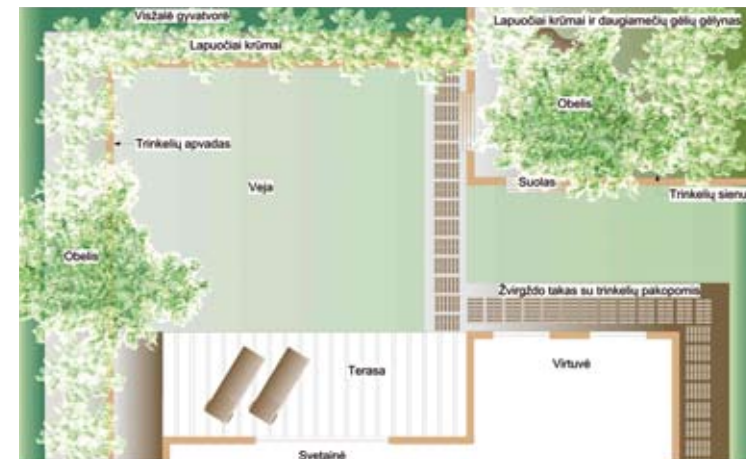 Visžalė gyvatvorė
Lapuočiai krūmai ir daugiamečių gėlių gėlynas
Lapuočiai krūmai
Obelis
Trinkelių apvadas
Veja
Suolas
Trinkelių sienu
Obelis
Žvirgždo takas su trinkelių pakopomis
Terasa
Virtuvė
Svetainė